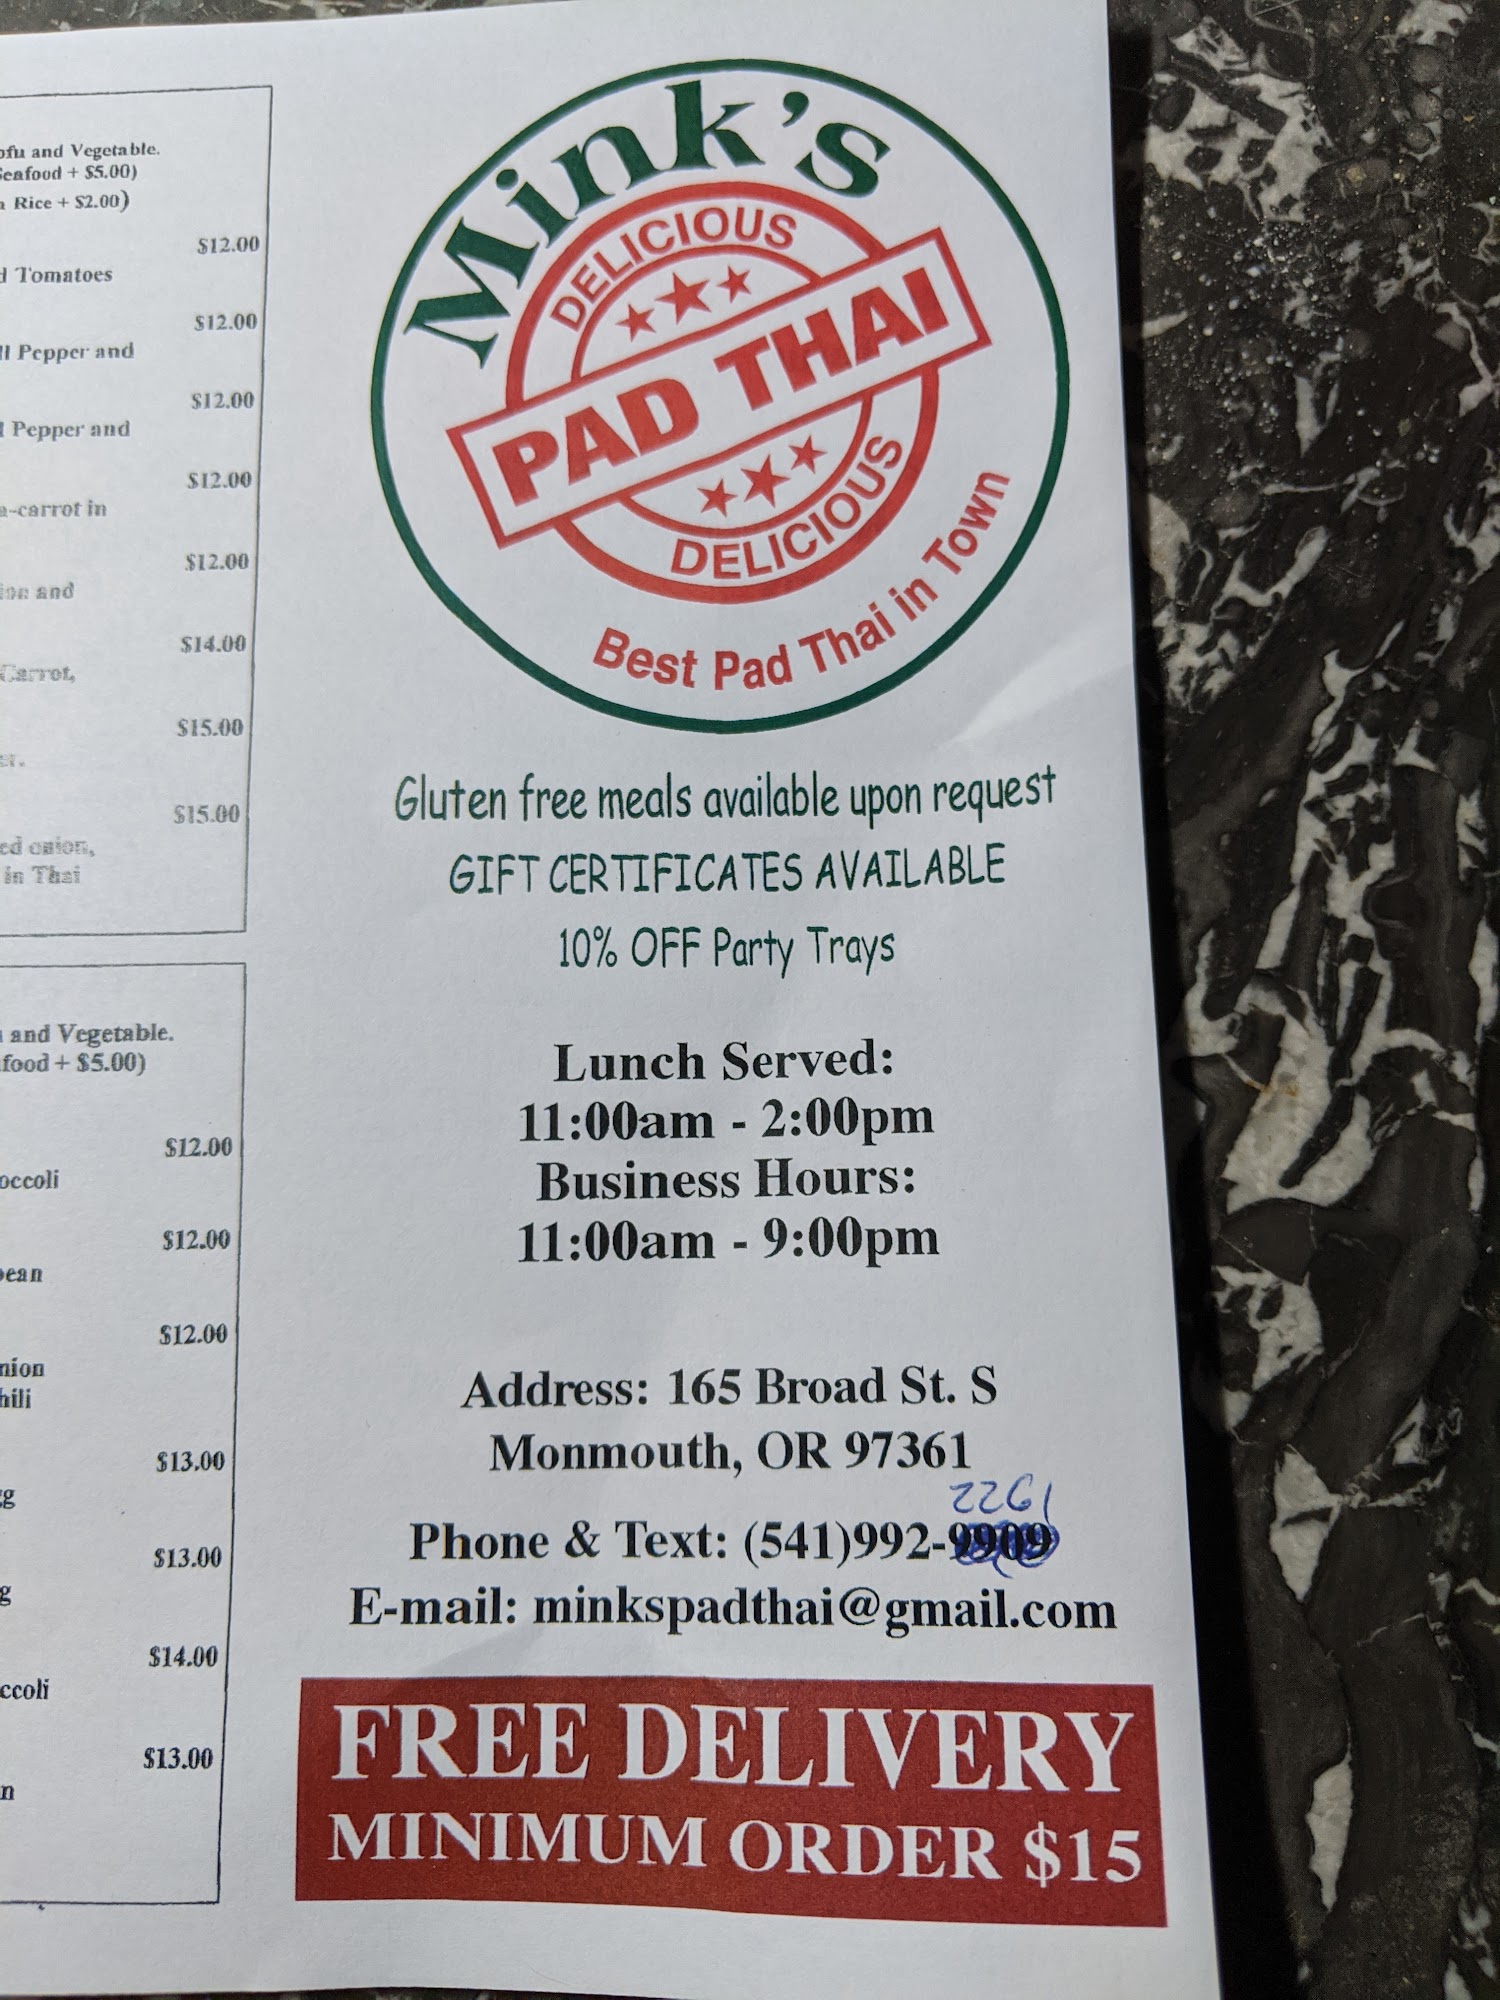 ofu and Vegetable.
Seafood + $5.00)
Rice + $2.00)
$12.00
Tomatoes
$12.00
ll Pepper and
$12.00
Pepper and
$12.00
a-carrot in
$12.00
ion and
$14.00
Carrot,
$15.00
er.
$15.00
ed onion,
in Thai
and Vegetable.
food + $5.00)
$12.00
occoli
$12.00
bean
$12.00
nion
hili
$13.00
gg
$13.00
g
$14.00
ccoli
$13.00
n
Mink's
DELICIOUS
PAD THAI
DELICIOUS
Best Pad Thai in Town
Gluten free meals available upon request
GIFT CERTIFICATES AVAILABLE
10% OFF Party Trays
Lunch Served:
11:00am - 2:00pm
Business Hours:
11:00am - 9:00pm
Address: 165 Broad St. S
Monmouth, OR 97361
2261
Phone & Text: (541)992-9909
E-mail: minkspadthai@gmail.com
FREE DELIVERY
MINIMUM ORDER $15